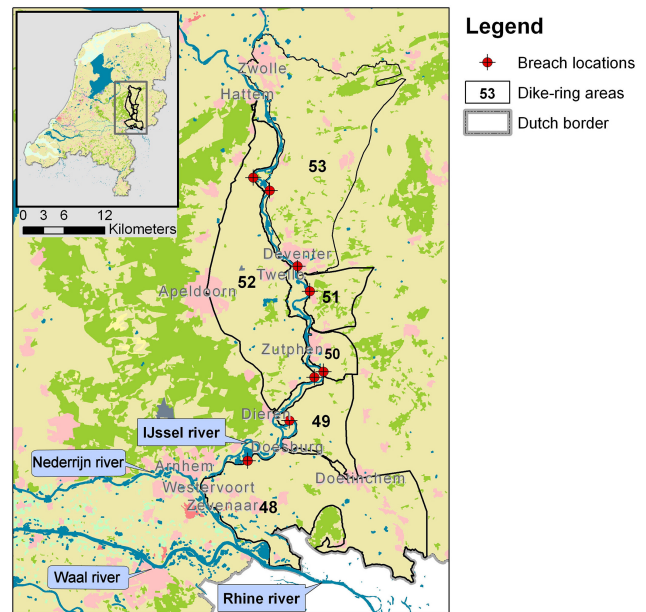 Legend
Breach locations
53 Dike-ring areas
Dutch border
0 3 6 12
Kilometers
Zwolle
Hattem
53
Deventer
Twello
52
51
Apeldoorn
Zutphen
50
Dieren
49
IJssel river
Doesburg
Nederrijn river
Arnhem
Doetinchem
Westervoort
Zevenaar
48
Waal river
Rhine river